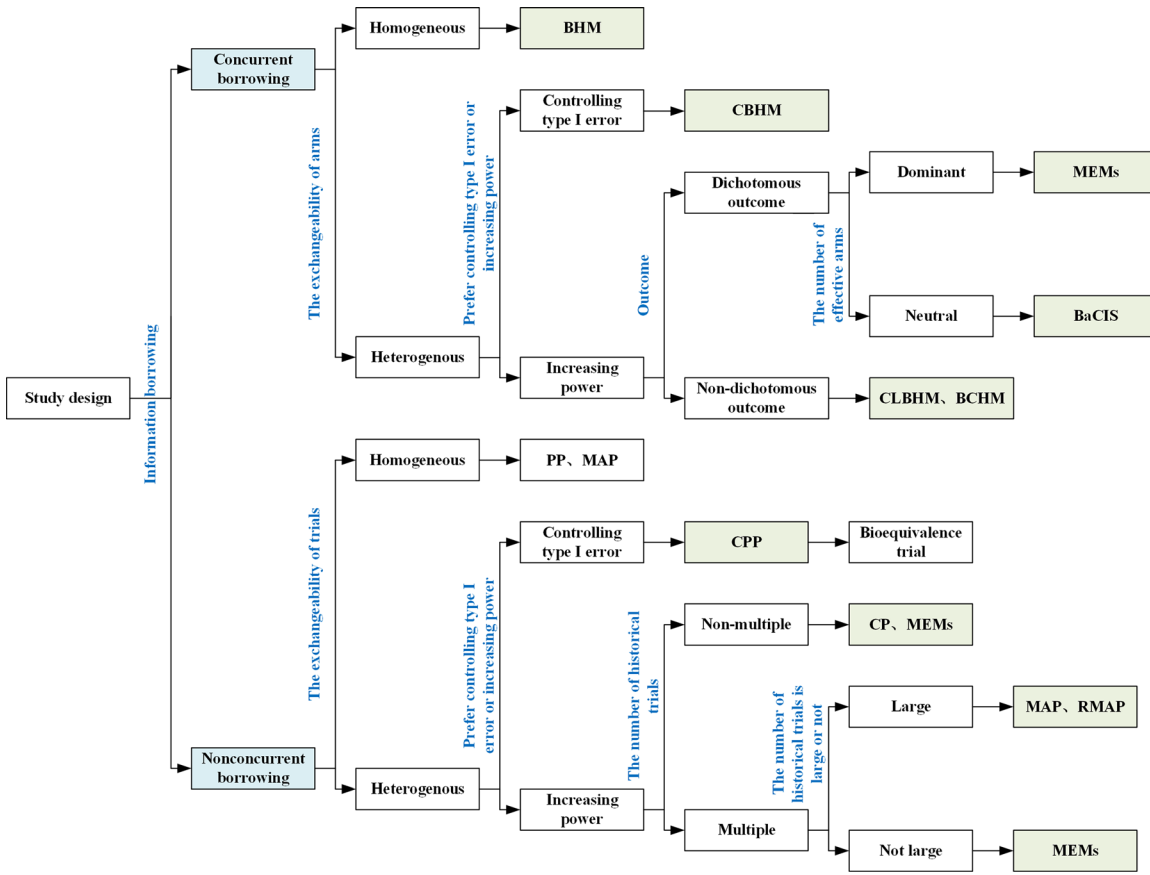 Study design
Information borrowing
Concurrent
borrowing
The exchangeability of arms
Homogeneous
BHM
Heterogenous
Prefer controlling type I error or
increasing power
Controlling
type I error
CBHM
Increasing
power
Outcome
Dichotomous
outcome
The number of
effective arms
Dominant
MEMs
Neutral
BaCIS
Non-dichotomous
outcome
CLBHM、BCHM
Nonconcurrent
borrowing
The exchangeability of trials
Homogeneous
PP、MAP
Heterogenous
Prefer controlling type I
error or increasing power
Controlling
type I error
CPP
Bioequivalence
trial
Increasing
power
The number of historical
trials
Non-multiple
CP、MEMs
Multiple
The number of
historical trials is
large or not
Large
MAP、RMAP
Not large
MEMs